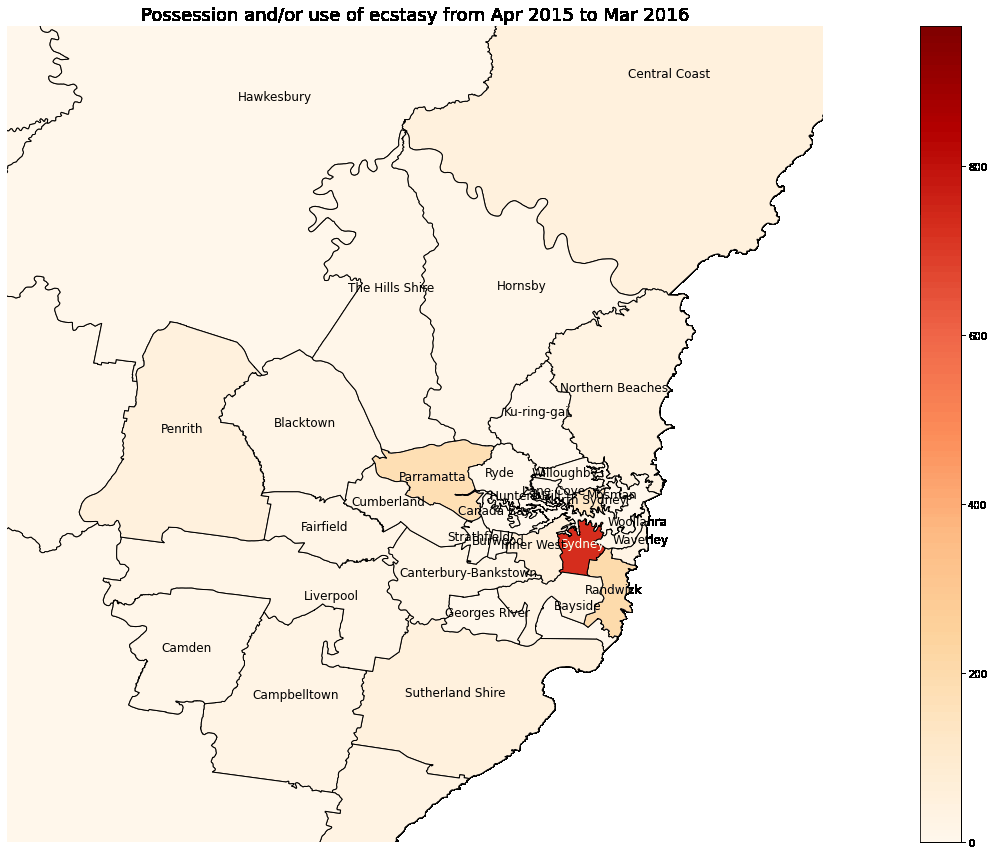 Possession and/or use of ecstasy from Apr 2015 to Mar 2016
Central Coast
Hawkesbury
800
The Hills Shire
Hornsby
600
Northern Beaches
Ku-ring-gai
Blacktown
Penrith
Willoughby
Ryde
Parramatta
Lane Cove
Mosman
Hunters Hill
North Sydney
Cumberland
400
Canada Bay
Woollahra
Fairfield
Strathfield
Burwood
Waverley
Inner West
Sydney
Canterbury-Bankstown
Randwick
Liverpool
Bayside
Georges River
Camden
200
Sutherland Shire
Campbelltown
0